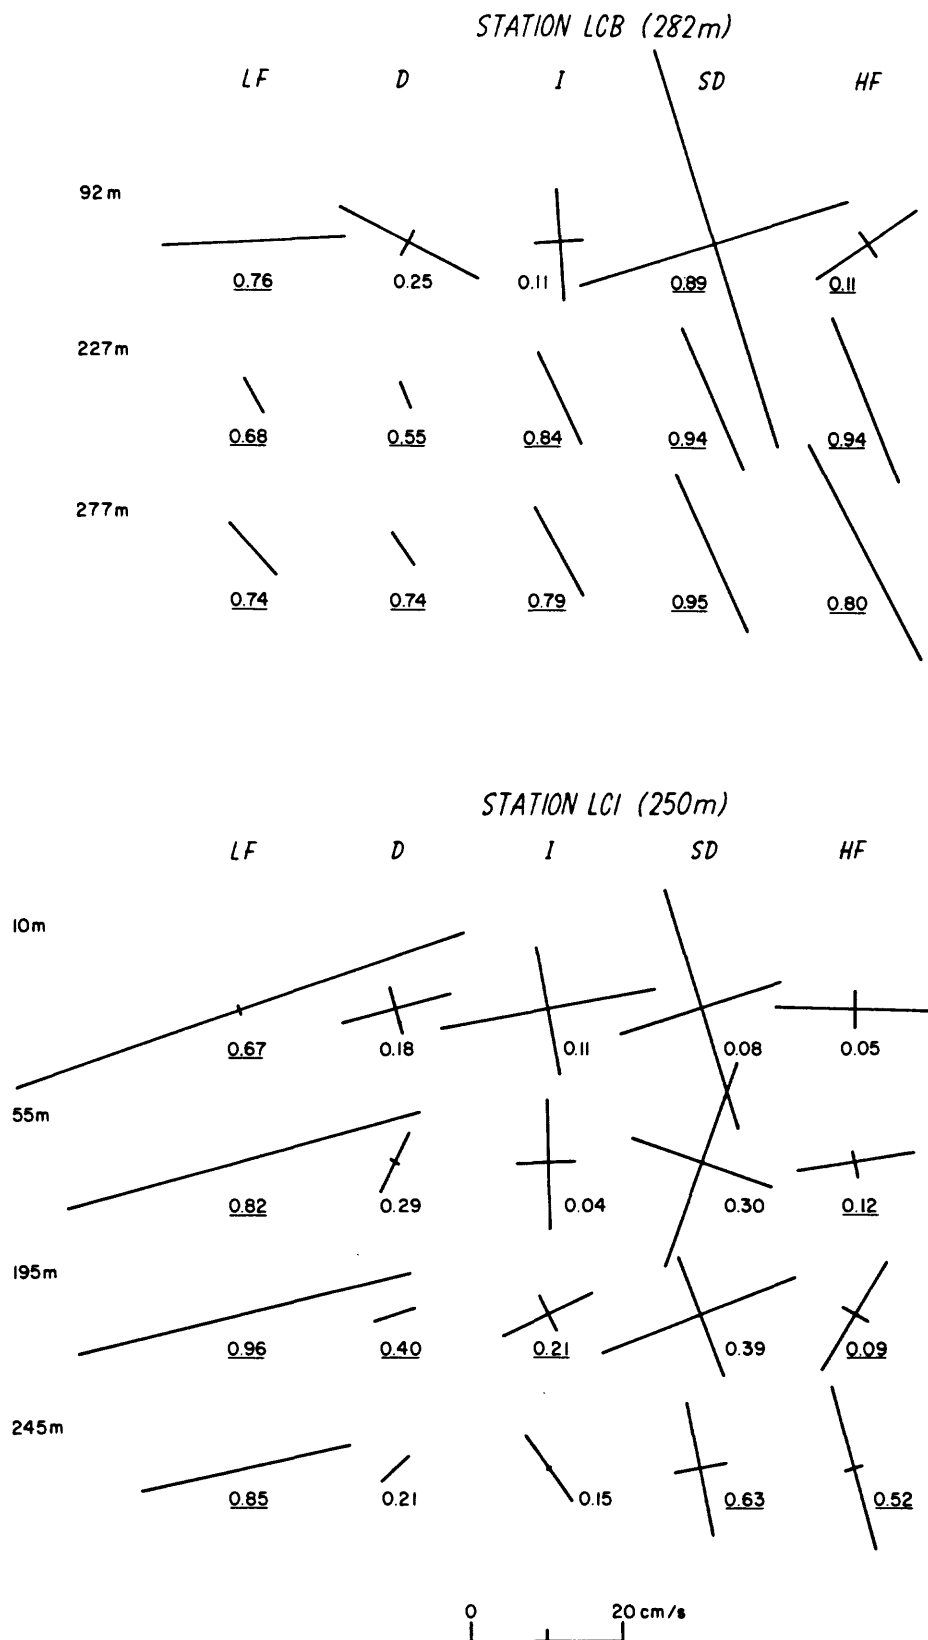 STATION LCB (282m)
LF D I SD HF
92m
0.76 0.25 0.11 0.89 0.11
227m
0.68 0.55 0.84 0.94 0.94
277m
0.74 0.74 0.79 0.95 0.80
STATION LCI (250m)
LF D I SD HF
10m
0.67 0.18 0.11 0.08 0.05
55m
0.82 0.29 0.04 0.30 0.12
195m
0.96 0.40 0.21 0.39 0.09
245m
0.85 0.21 0.15 0.63 0.52
0 20 cm/s